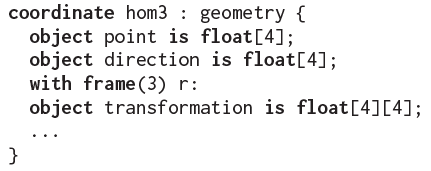 coordinate hom3 : geometry {
  object point is float[4];
  object direction is float[4];
  with frame(3) r:
  object transformation is float[4][4];
  ...
}